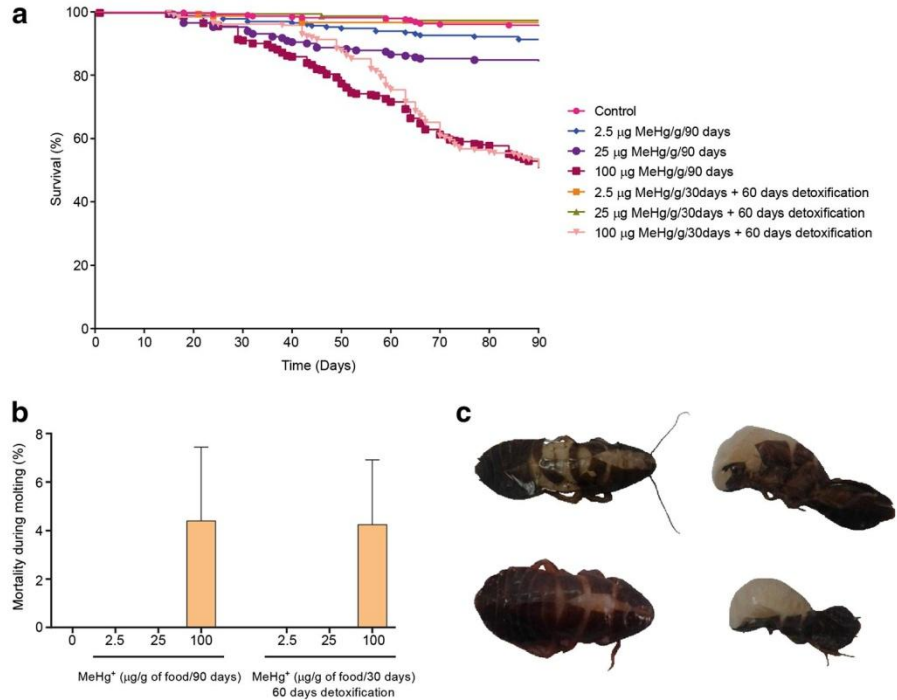 a
100
80
60
40
20
0
Survival (%)
0 10 20 30 40 50 60 70 80 90
Time (Days)
Control
2.5 μg MeHg/g/90 days
25 μg MeHg/g/90 days
100 μg MeHg/g/90 days
2.5 μg MeHg/g/30days + 60 days detoxification
25 μg MeHg/g/30days + 60 days detoxification
100 μg MeHg/g/30days + 60 days detoxification
b
8
6
4
2
0
Mortality during molting (%)
0 2.5 25 100 2.5 25 100
MeHg⁺ (μg/g of food/90 days)
MeHg⁺ (μg/g of food/30 days)
60 days detoxification
c